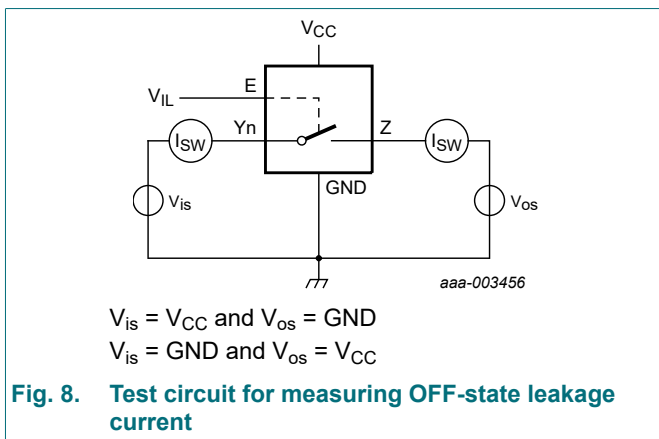 VCC
E
VIL
Yn
Z
ISW
ISW
GND
Vis
Vos
aaa-003456
Vis = VCC and Vos = GND
Vis = GND and Vos = VCC
Fig. 8. Test circuit for measuring OFF-state leakage
current